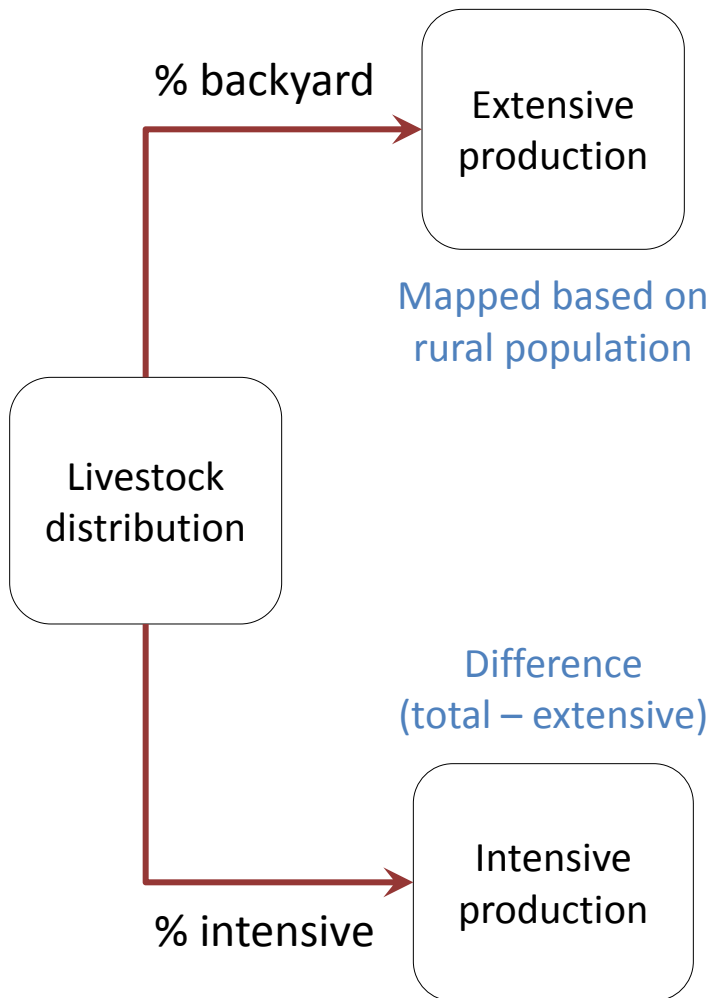 % backyard
Extensive
production
Mapped based on
rural population
Livestock
distribution
Difference
(total – extensive)
Intensive
production
% intensive